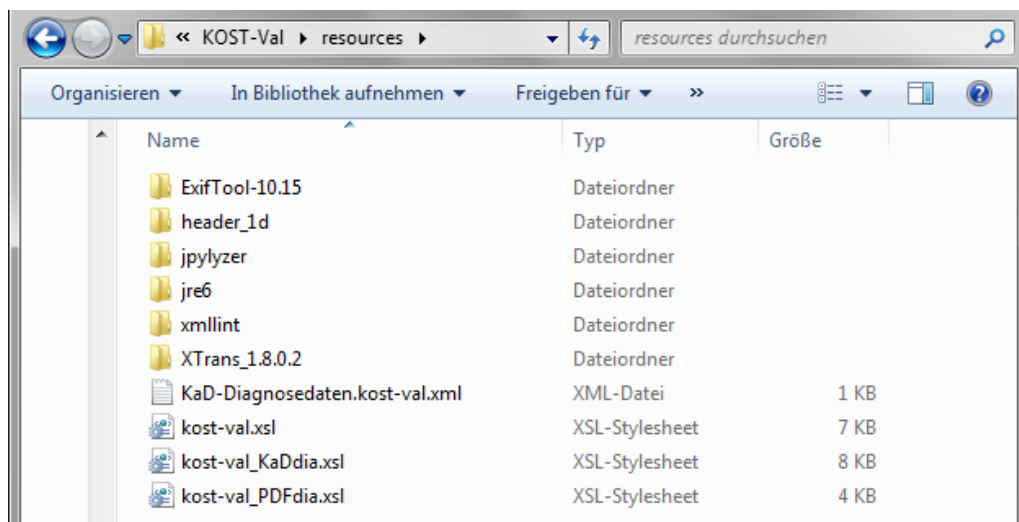 « KOST-Val ▸ resources ▸ resources durchsuchen
Organisieren In Bibliothek aufnehmen Freigeben für »
Name Typ Größe
ExifTool-10.15 Dateiordner
header_1d Dateiordner
jpylyzer Dateiordner
jre6 Dateiordner
xmllint Dateiordner
XTrans_1.8.0.2 Dateiordner
KaD-Diagnosedaten.kost-val.xml XML-Datei 1 KB
kost-val.xsl XSL-Stylesheet 7 KB
kost-val_KaDdia.xsl XSL-Stylesheet 8 KB
kost-val_PDFdia.xsl XSL-Stylesheet 4 KB